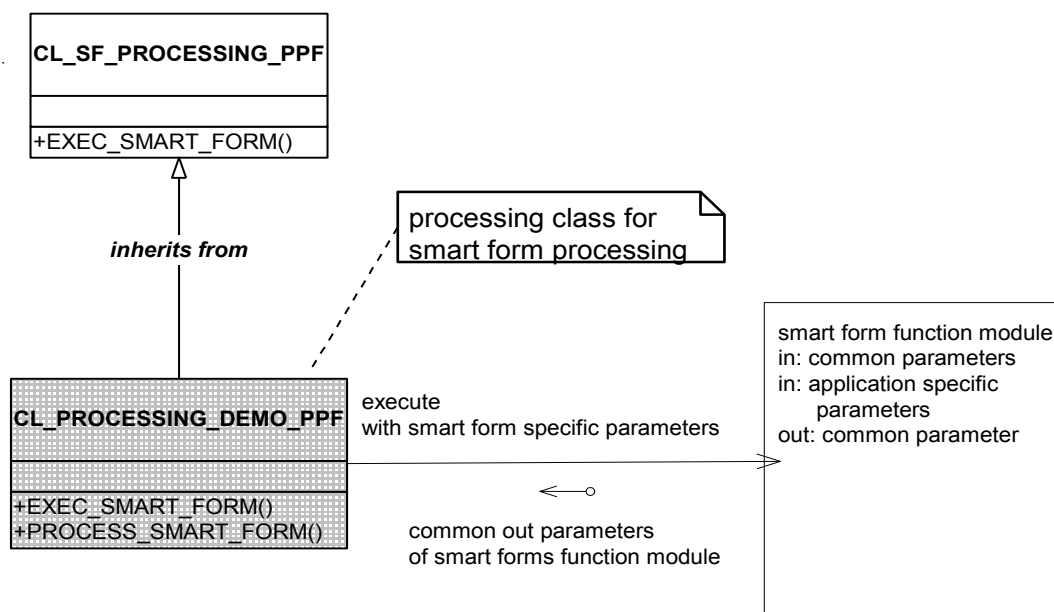 CL_SF_PROCESSING_PPF
+EXEC_SMART_FORM()
inherits from
processing class for
smart form processing
CL_PROCESSING_DEMO_PPF
+EXEC_SMART_FORM()
+PROCESS_SMART_FORM()
execute
with smart form specific parameters
common out parameters
of smart forms function module
smart form function module
in: common parameters
in: application specific
parameters
out: common parameter